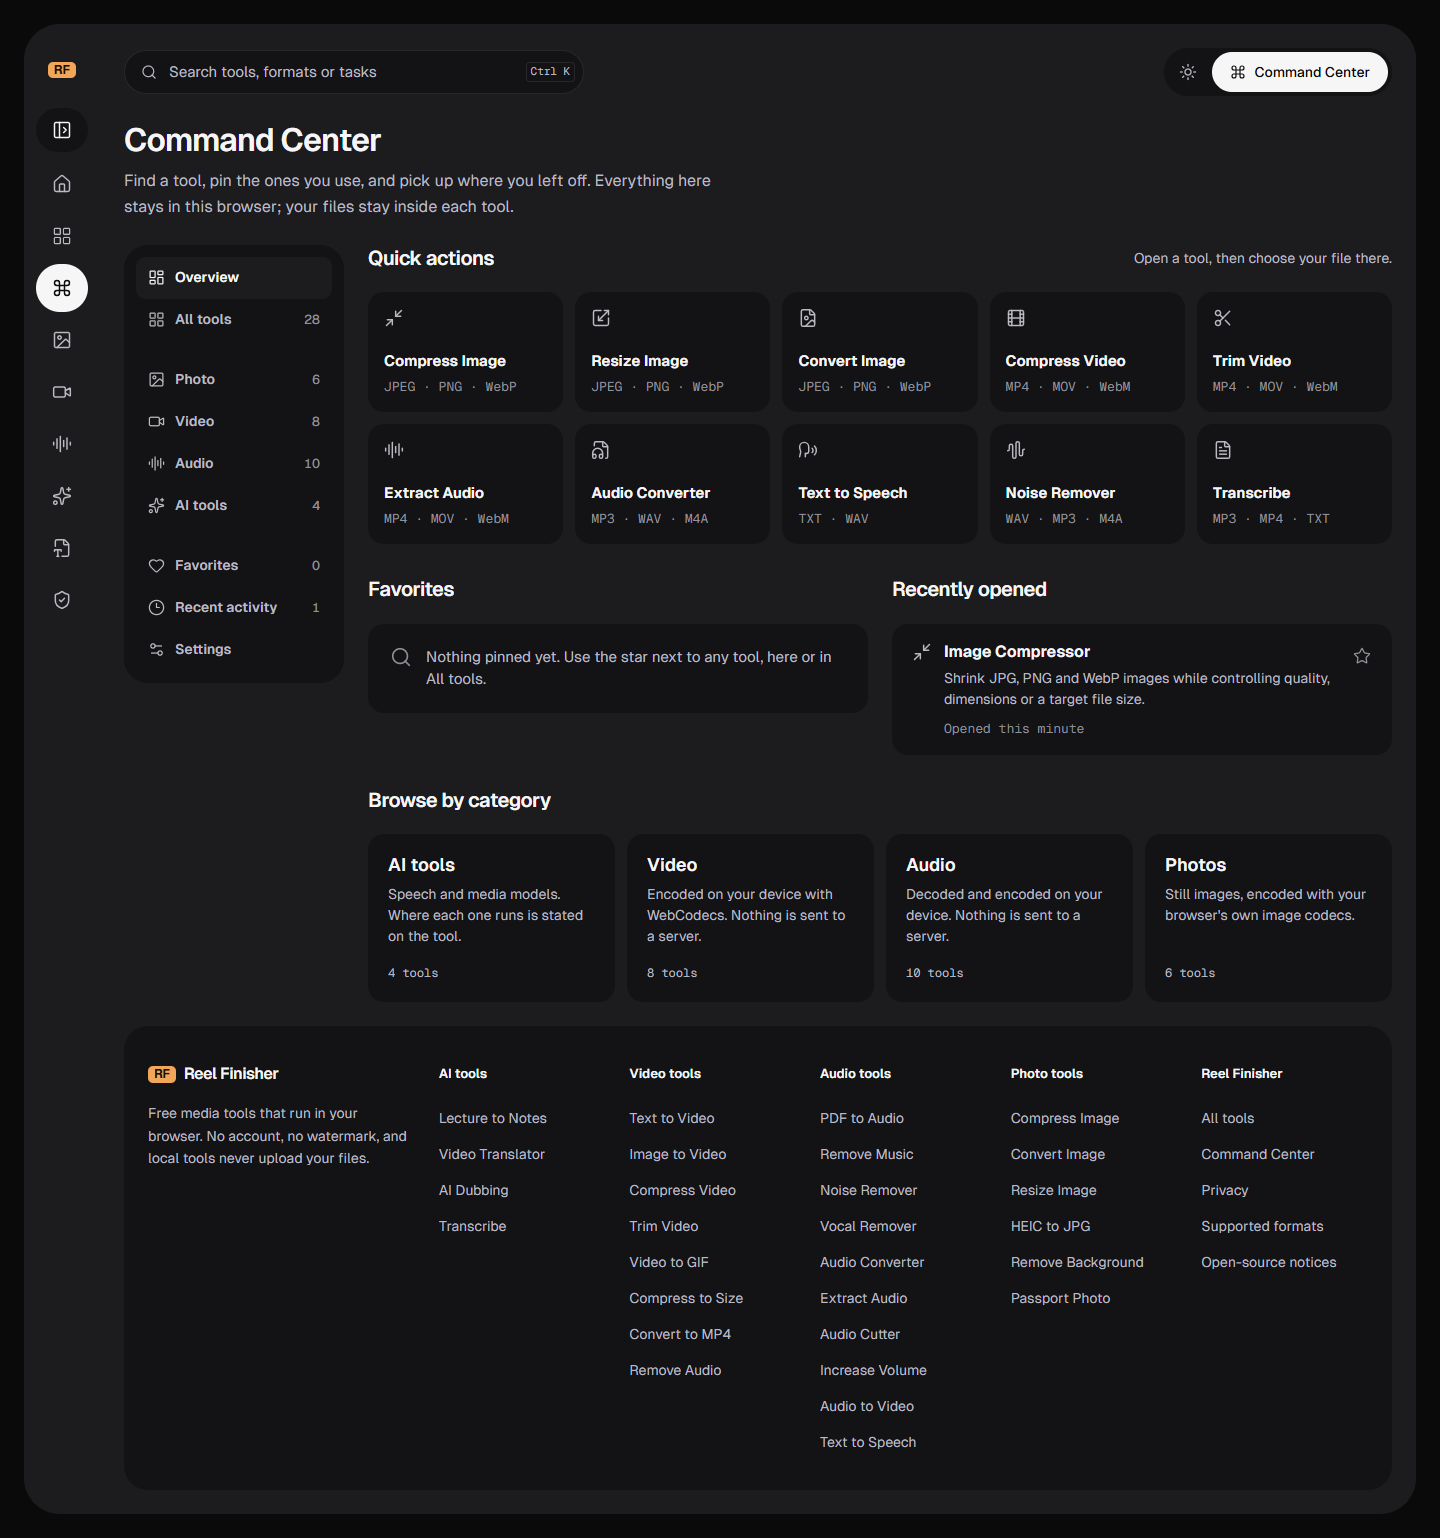 RF
Search tools, formats or tasks
Ctrl K
Command Center
Command Center
Find a tool, pin the ones you use, and pick up where you left off. Everything here
stays in this browser; your files stay inside each tool.
Overview
All tools 28
Photo 6
Video 8
Audio 10
AI tools 4
Favorites 0
Recent activity 1
Settings
Quick actions
Open a tool, then choose your file there.
Compress Image
JPEG · PNG · WebP
Resize Image
JPEG · PNG · WebP
Convert Image
JPEG · PNG · WebP
Compress Video
MP4 · MOV · WebM
Trim Video
MP4 · MOV · WebM
Extract Audio
MP4 · MOV · WebM
Audio Converter
MP3 · WAV · M4A
Text to Speech
TXT · WAV
Noise Remover
WAV · MP3 · M4A
Transcribe
MP3 · MP4 · TXT
Favorites
Nothing pinned yet. Use the star next to any tool, here or in
All tools.
Recently opened
Image Compressor
Shrink JPG, PNG and WebP images while controlling quality,
dimensions or a target file size.
Opened this minute
Browse by category
AI tools
Speech and media models.
Where each one runs is stated
on the tool.
4 tools
Video
Encoded on your device with
WebCodecs. Nothing is sent to
a server.
8 tools
Audio
Decoded and encoded on your
device. Nothing is sent to a
server.
10 tools
Photos
Still images, encoded with your
browser's own image codecs.
6 tools
RF Reel Finisher
Free media tools that run in your
browser. No account, no watermark, and
local tools never upload your files.
AI tools
Lecture to Notes
Video Translator
AI Dubbing
Transcribe
Video tools
Text to Video
Image to Video
Compress Video
Trim Video
Video to GIF
Compress to Size
Convert to MP4
Remove Audio
Audio tools
PDF to Audio
Remove Music
Noise Remover
Vocal Remover
Audio Converter
Extract Audio
Audio Cutter
Increase Volume
Audio to Video
Text to Speech
Photo tools
Compress Image
Convert Image
Resize Image
HEIC to JPG
Remove Background
Passport Photo
Reel Finisher
All tools
Command Center
Privacy
Supported formats
Open-source notices